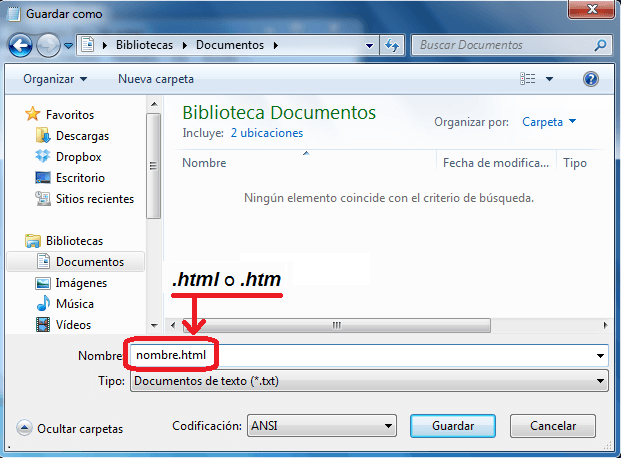 Guardar como
Bibliotecas ▸ Documentos ▸
Buscar Documentos
Organizar
Nueva carpeta
Favoritos
Descargas
Dropbox
Escritorio
Sitios recientes
Bibliotecas
Documentos
Imágenes
Música
Vídeos
Biblioteca Documentos
Incluye: 2 ubicaciones
Organizar por: Carpeta
Nombre
Fecha de modifica...
Tipo
Ningún elemento coincide con el criterio de búsqueda.
.html o .htm
Nombre: nombre.html
Tipo: Documentos de texto (*.txt)
Ocultar carpetas
Codificación: ANSI
Guardar
Cancelar